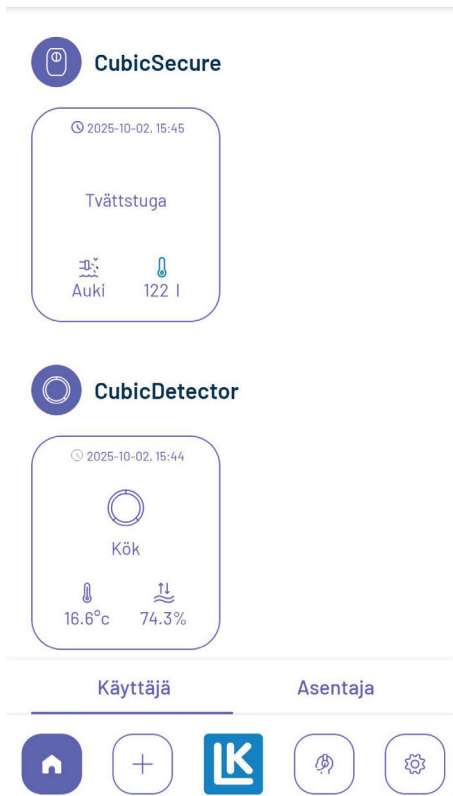 CubicSecure
2025-10-02, 15:45
Tvättstuga
Auki 122 l
CubicDetector
2025-10-02, 15:44
Kök
16.6°c 74.3%
Käyttäjä Asentaja
LK